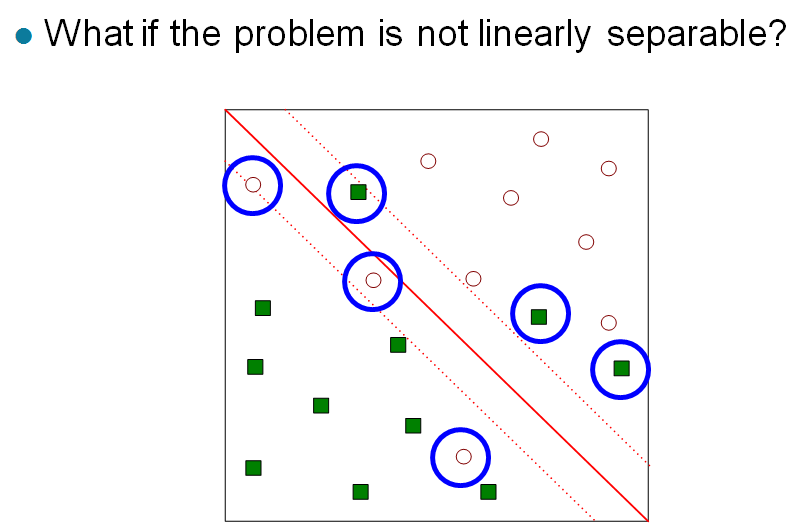 What if the problem is not linearly separable?